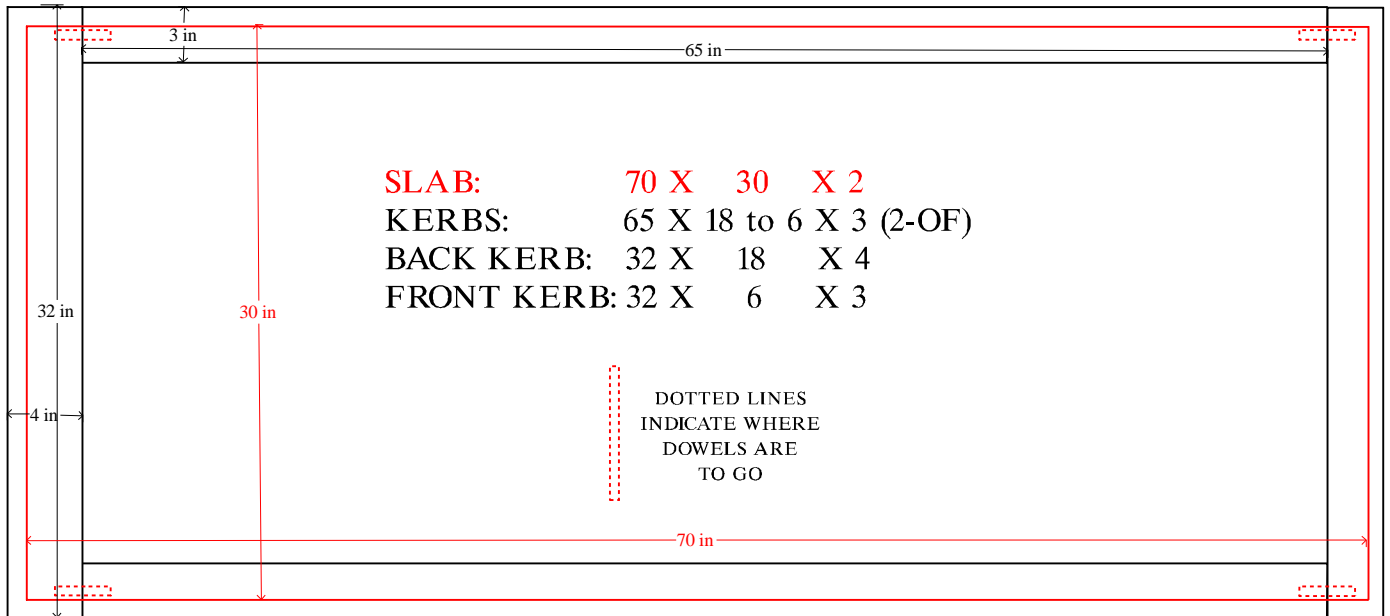 3 in
65 in
SLAB: 70 X 30 X 2
KERBS: 65 X 18 to 6 X 3 (2-OF)
BACK KERB: 32 X 18 X 4
FRONT KERB: 32 X 6 X 3
32 in
30 in
4 in
DOTTED LINES
INDICATE WHERE
DOWELS ARE
TO GO
70 in